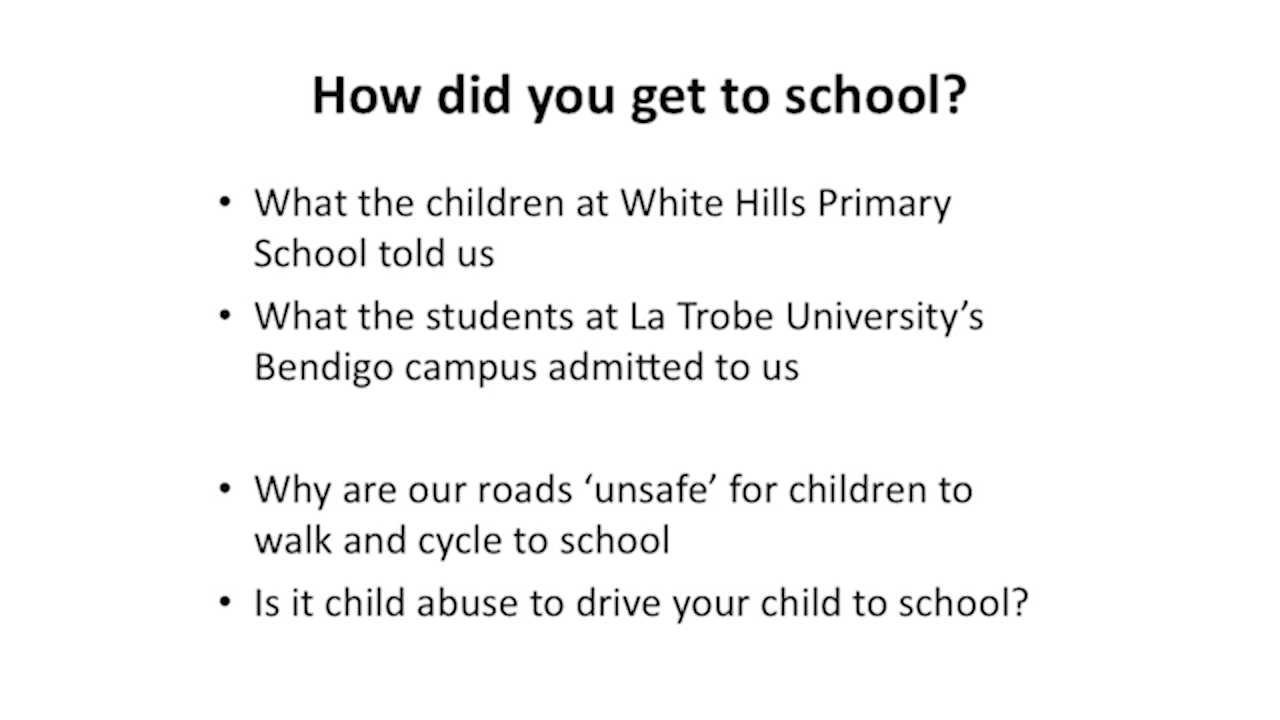 How did you get to school?
• What the children at White Hills Primary
School told us
• What the students at La Trobe University’s
Bendigo campus admitted to us
• Why are our roads ‘unsafe’ for children to
walk and cycle to school
• Is it child abuse to drive your child to school?